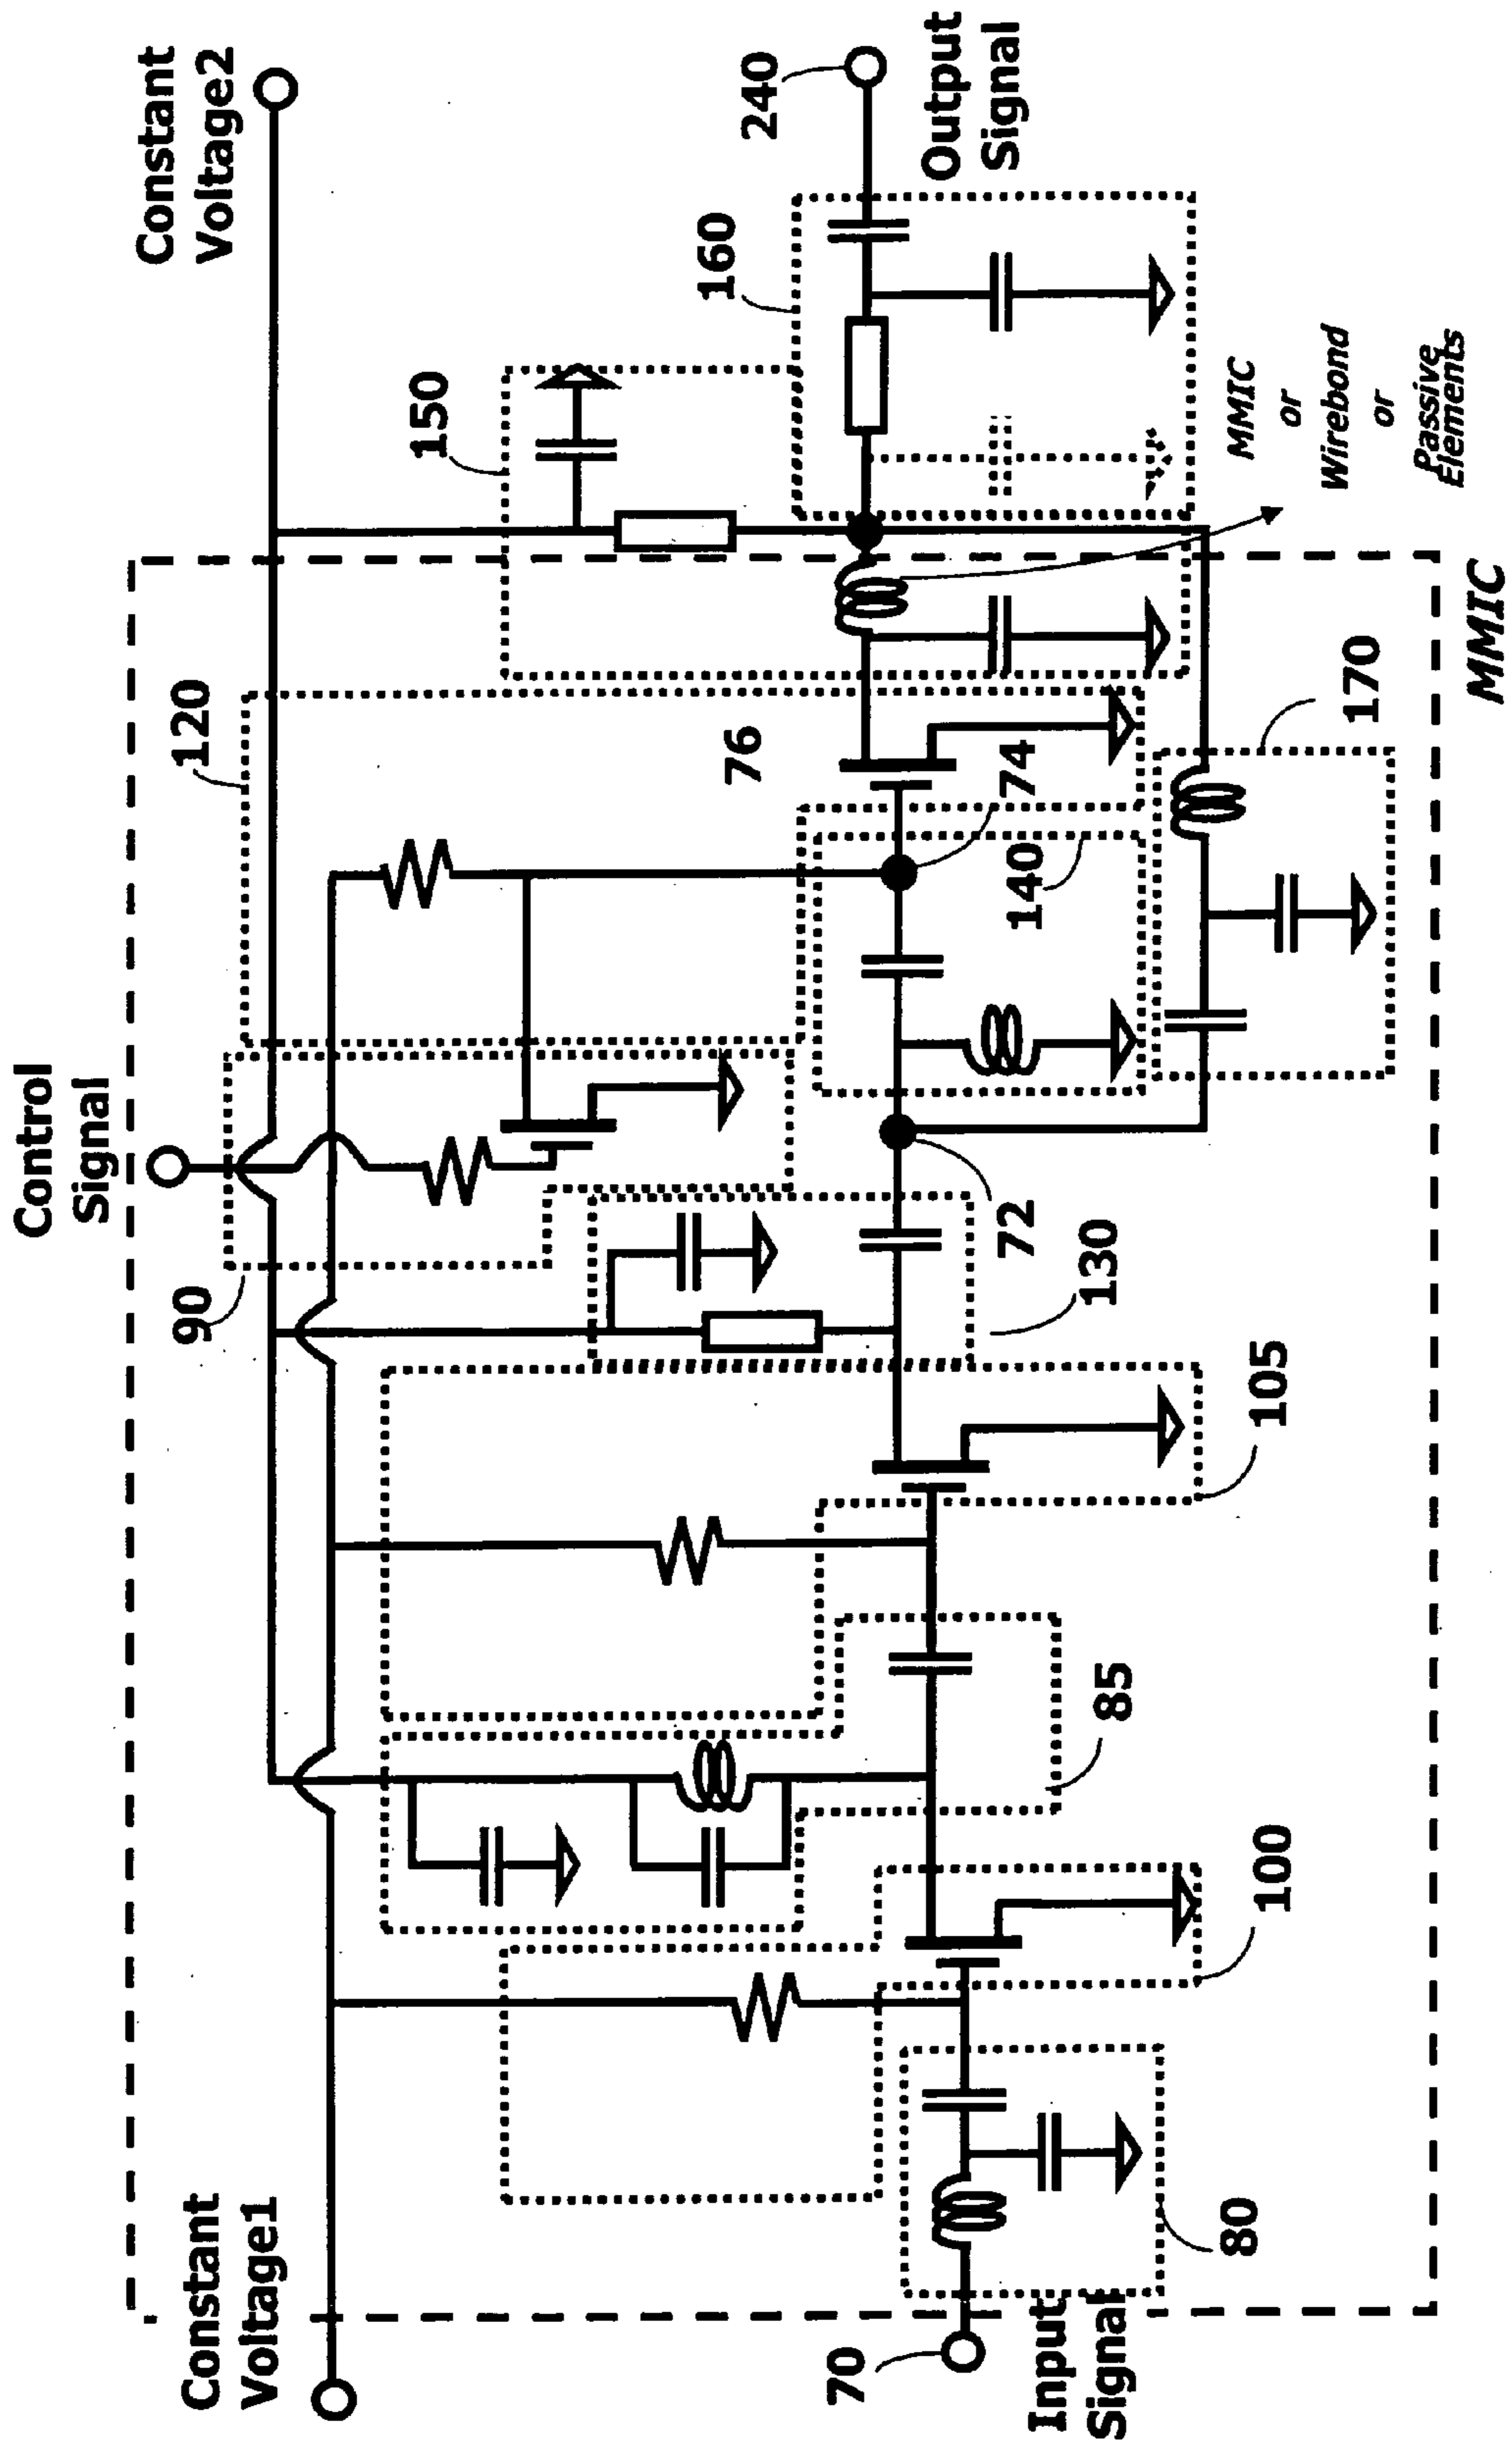 Control
Signal
Constant
Voltage1
Constant
Voltage2
90
120
150
160
240
Output
Signal
76
74
140
72
130
170
105
85
100
80
70
Input
Signal
MMIC
or
Wirebond
or
Passive
Elements
MMIC